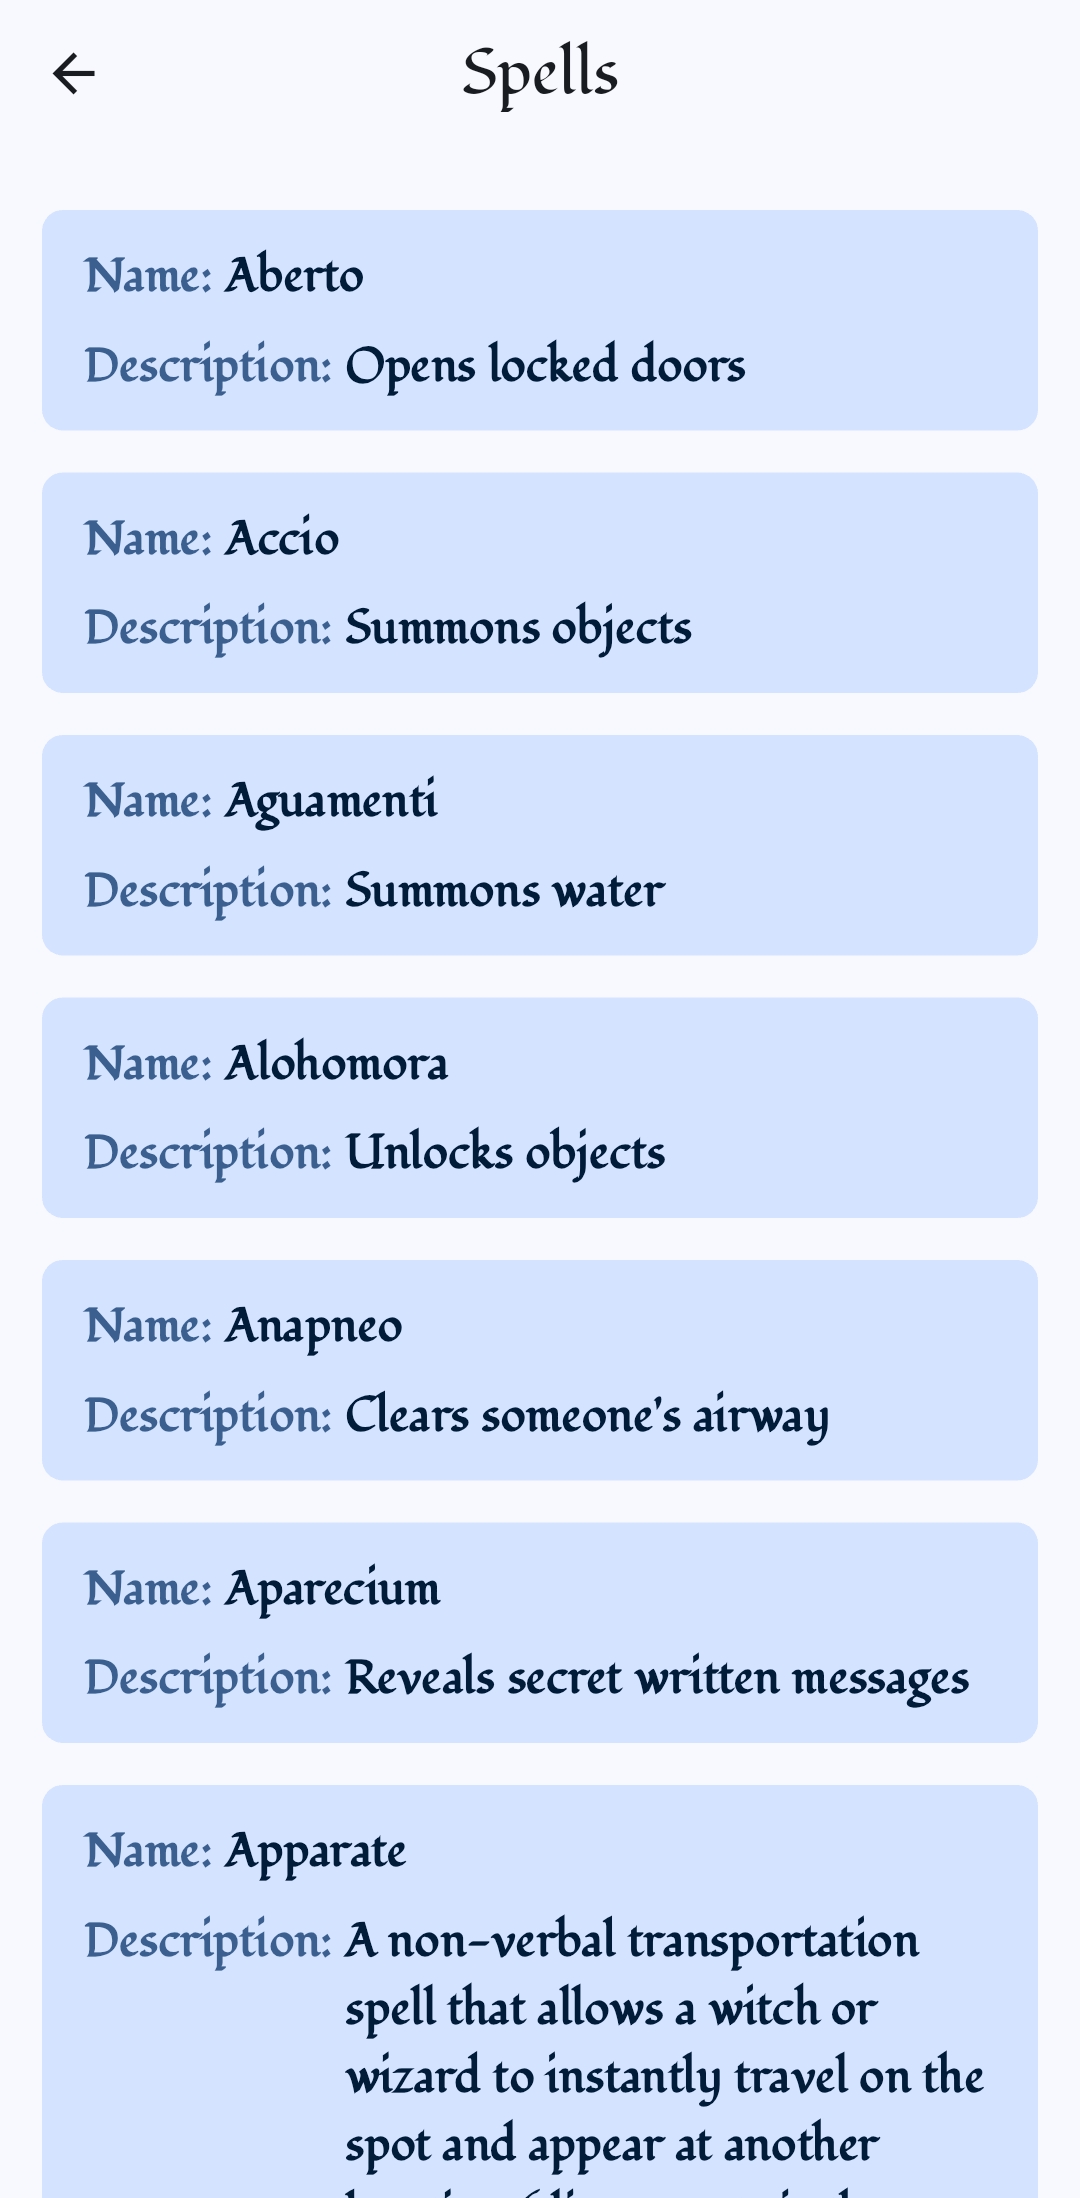 Spells
Name: Aberto
Description: Opens locked doors
Name: Accio
Description: Summons objects
Name: Aguamenti
Description: Summons water
Name: Alohomora
Description: Unlocks objects
Name: Anapneo
Description: Clears someone's airway
Name: Aparecium
Description: Reveals secret written messages
Name: Apparate
Description: A non-verbal transportation
spell that allows a witch or
wizard to instantly travel on the
spot and appear at another